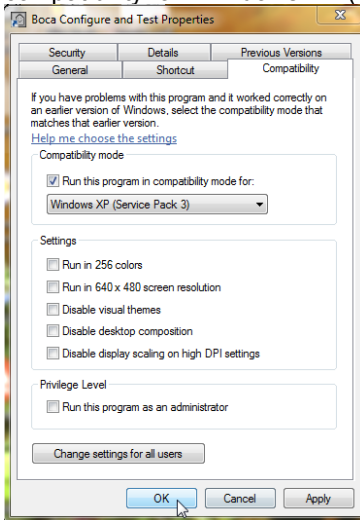 Boca Configure and Test Properties
Security Details Previous Versions
General Shortcut Compatibility
If you have problems with this program and it worked correctly on
an earlier version of Windows, select the compatibility mode that
matches that earlier version.
Help me choose the settings
Compatibility mode
Run this program in compatibility mode for:
Windows XP (Service Pack 3)
Settings
Run in 256 colors
Run in 640 x 480 screen resolution
Disable visual themes
Disable desktop composition
Disable display scaling on high DPI settings
Privilege Level
Run this program as an administrator
Change settings for all users
OK Cancel Apply